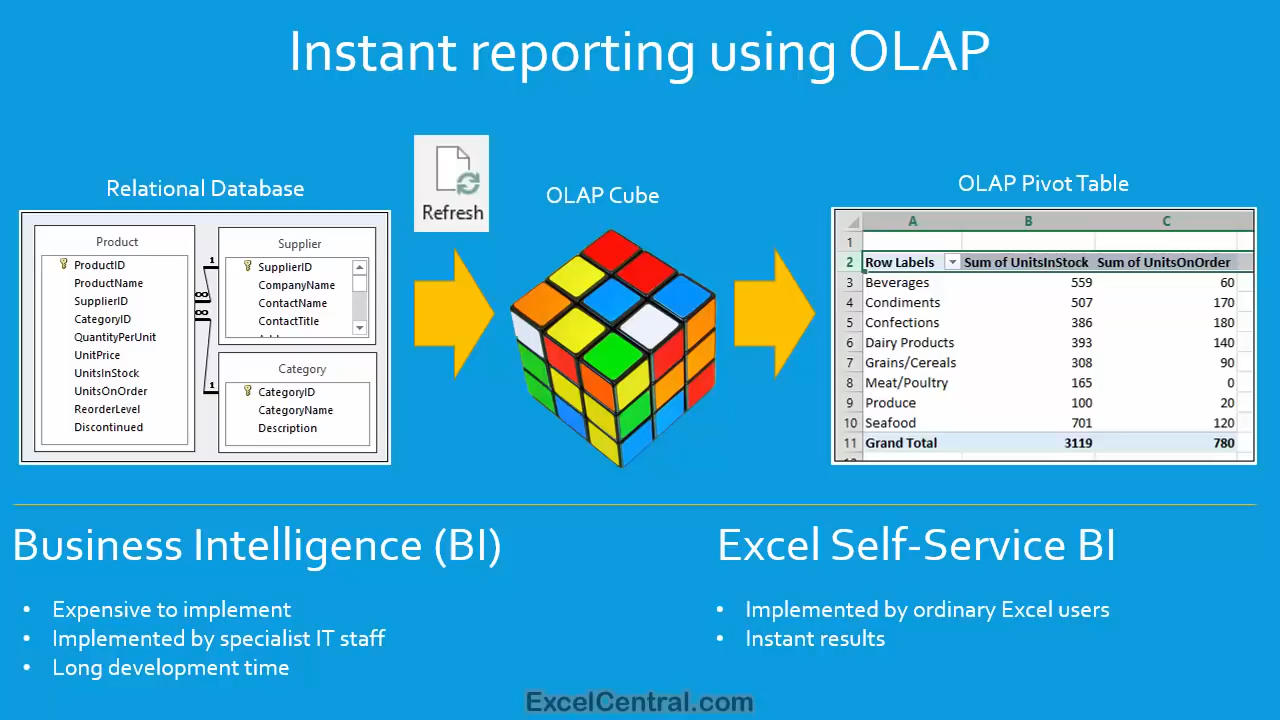 Instant reporting using OLAP
Relational Database
Refresh
OLAP Cube
OLAP Pivot Table
Product
ProductID
ProductName
SupplierID
CategoryID
QuantityPerUnit
UnitPrice
UnitsInStock
UnitsOnOrder
ReorderLevel
Discontinued
1
∞
∞
1
Supplier
SupplierID
CompanyName
ContactName
ContactTitle
Category
CategoryID
CategoryName
Description
A B C
1
2 Row Labels Sum of UnitsInStock Sum of UnitsOnOrder
3 Beverages 559 60
4 Condiments 507 170
5 Confections 386 180
6 Dairy Products 393 140
7 Grains/Cereals 308 90
8 Meat/Poultry 165 0
9 Produce 100 20
10 Seafood 701 120
11 Grand Total 3119 780
Business Intelligence (BI)
• Expensive to implement
• Implemented by specialist IT staff
• Long development time
Excel Self-Service BI
• Implemented by ordinary Excel users
• Instant results
ExcelCentral.com